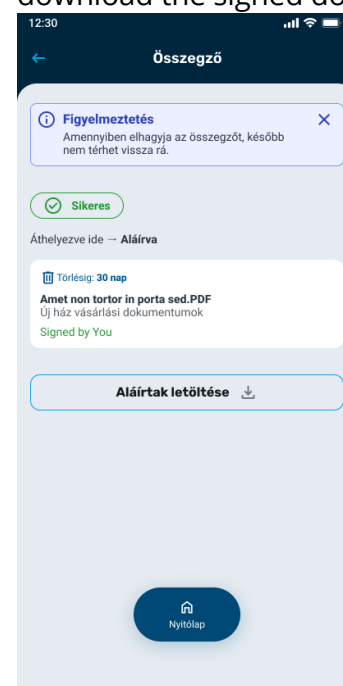 download the signed do
12:30
Összegző
Figyelmeztetés
Amennyiben elhagyja az összegzőt, később
nem térhet vissza rá.
Sikeres
Áthelyezve ide → Aláírva
Törlésig: 30 nap
Amet non tortor in porta sed.PDF
Új ház vásárlási dokumentumok
Signed by You
Aláírtak letöltése
Nyitólap